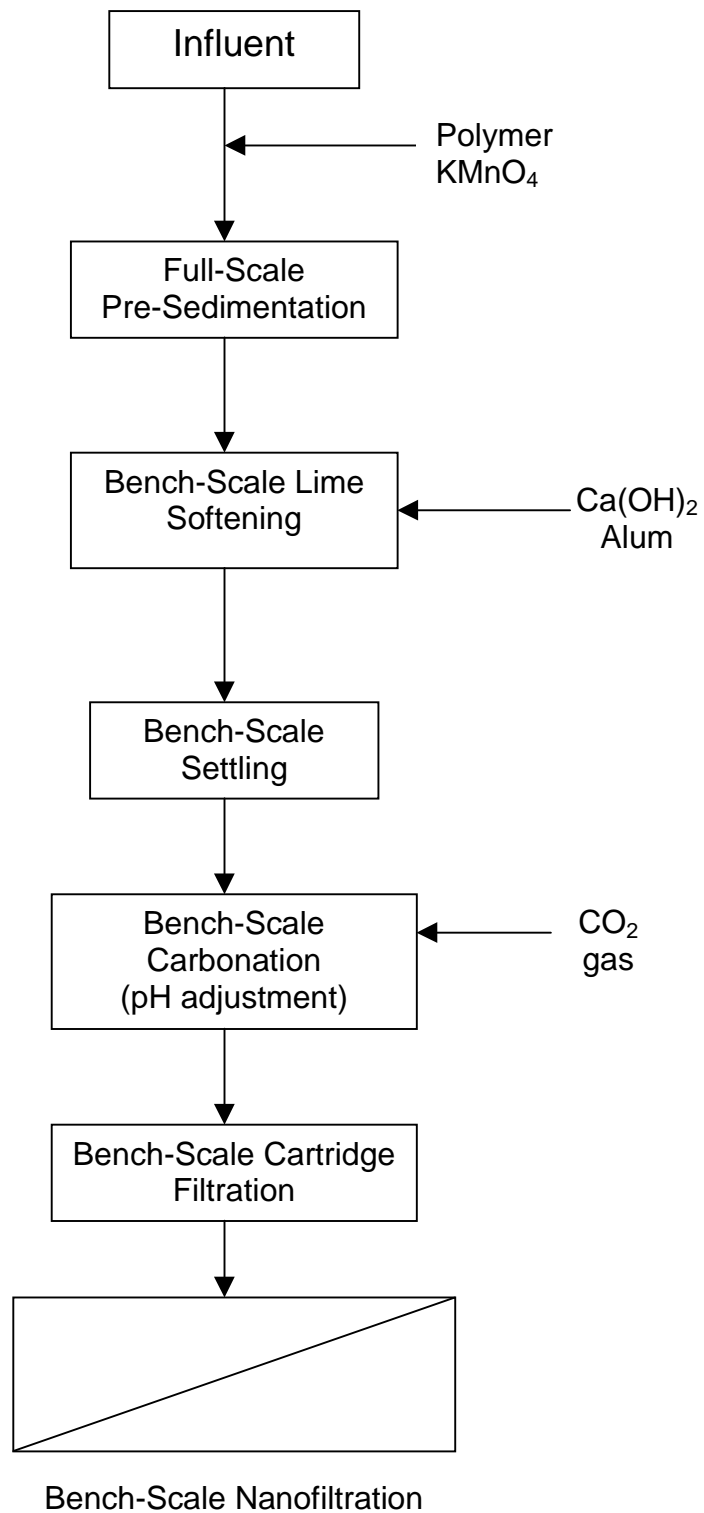 Influent
Polymer
KMnO₄
Full-Scale
Pre-Sedimentation
Bench-Scale Lime
Softening
Ca(OH)₂
Alum
Bench-Scale
Settling
Bench-Scale
Carbonation
(pH adjustment)
CO₂
gas
Bench-Scale Cartridge
Filtration
Bench-Scale Nanofiltration